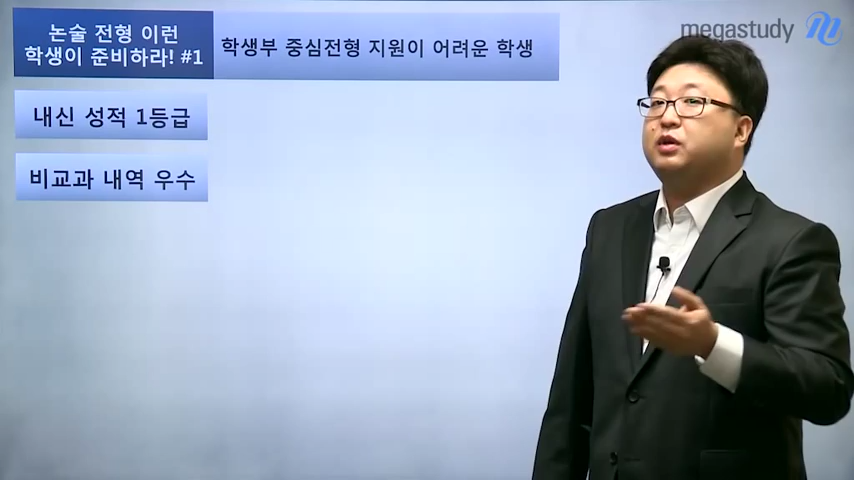 논술 전형 이런
학생이 준비하라! #1
학생부 중심전형 지원이 어려운 학생
megastudy
내신 성적 1등급
비교과 내역 우수